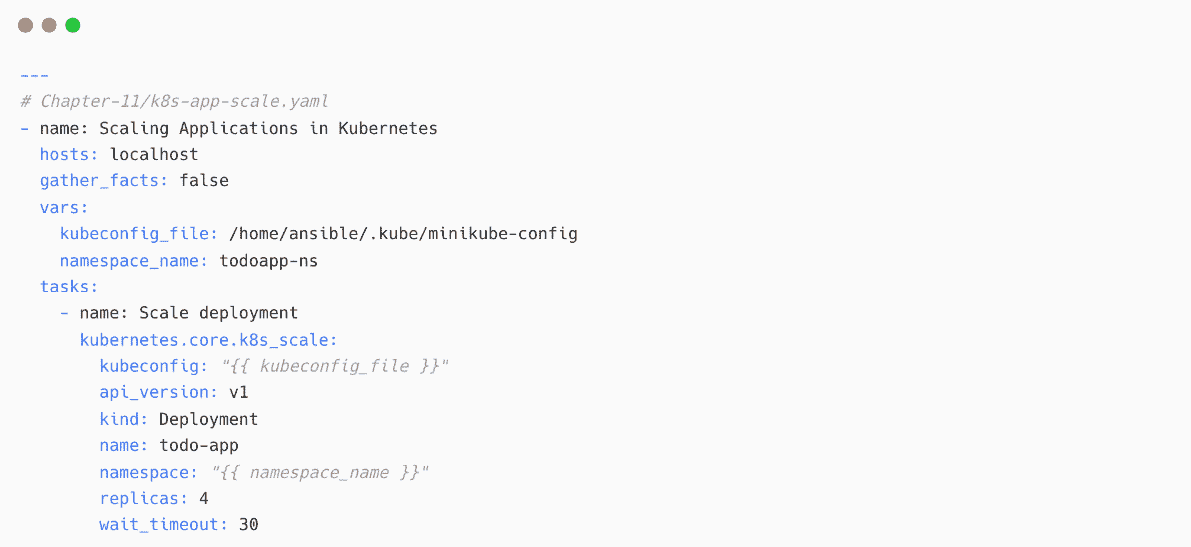 ---
# Chapter-11/k8s-app-scale.yaml
- name: Scaling Applications in Kubernetes
  hosts: localhost
  gather_facts: false
  vars:
    kubeconfig_file: /home/ansible/.kube/minikube-config
    namespace_name: todoapp-ns
  tasks:
    - name: Scale deployment
      kubernetes.core.k8s_scale:
        kubeconfig: "{{ kubeconfig_file }}"
        api_version: v1
        kind: Deployment
        name: todo-app
        namespace: "{{ namespace_name }}"
        replicas: 4
        wait_timeout: 30